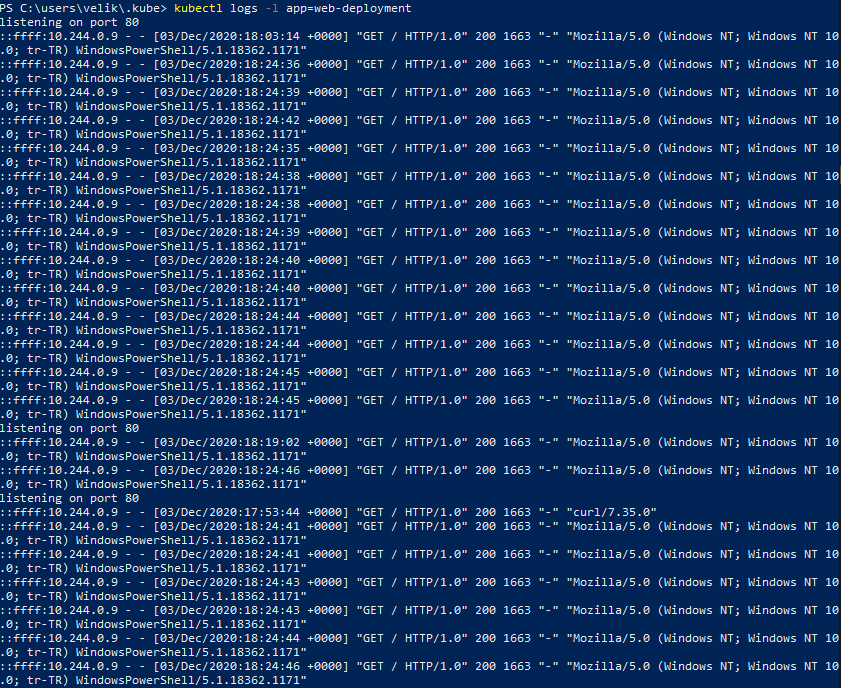 PS C:\users\velik\.kube> kubectl logs -l app=web-deployment
listening on port 80
::ffff:10.244.0.9 - - [03/Dec/2020:18:03:14 +0000] "GET / HTTP/1.0" 200 1663 "-" "Mozilla/5.0 (Windows NT; Windows NT 10
.0; tr-TR) WindowsPowerShell/5.1.18362.1171"
::ffff:10.244.0.9 - - [03/Dec/2020:18:24:36 +0000] "GET / HTTP/1.0" 200 1663 "-" "Mozilla/5.0 (Windows NT; Windows NT 10
.0; tr-TR) WindowsPowerShell/5.1.18362.1171"
::ffff:10.244.0.9 - - [03/Dec/2020:18:24:39 +0000] "GET / HTTP/1.0" 200 1663 "-" "Mozilla/5.0 (Windows NT; Windows NT 10
.0; tr-TR) WindowsPowerShell/5.1.18362.1171"
::ffff:10.244.0.9 - - [03/Dec/2020:18:24:42 +0000] "GET / HTTP/1.0" 200 1663 "-" "Mozilla/5.0 (Windows NT; Windows NT 10
.0; tr-TR) WindowsPowerShell/5.1.18362.1171"
::ffff:10.244.0.9 - - [03/Dec/2020:18:24:35 +0000] "GET / HTTP/1.0" 200 1663 "-" "Mozilla/5.0 (Windows NT; Windows NT 10
.0; tr-TR) WindowsPowerShell/5.1.18362.1171"
::ffff:10.244.0.9 - - [03/Dec/2020:18:24:38 +0000] "GET / HTTP/1.0" 200 1663 "-" "Mozilla/5.0 (Windows NT; Windows NT 10
.0; tr-TR) WindowsPowerShell/5.1.18362.1171"
::ffff:10.244.0.9 - - [03/Dec/2020:18:24:38 +0000] "GET / HTTP/1.0" 200 1663 "-" "Mozilla/5.0 (Windows NT; Windows NT 10
.0; tr-TR) WindowsPowerShell/5.1.18362.1171"
::ffff:10.244.0.9 - - [03/Dec/2020:18:24:39 +0000] "GET / HTTP/1.0" 200 1663 "-" "Mozilla/5.0 (Windows NT; Windows NT 10
.0; tr-TR) WindowsPowerShell/5.1.18362.1171"
::ffff:10.244.0.9 - - [03/Dec/2020:18:24:40 +0000] "GET / HTTP/1.0" 200 1663 "-" "Mozilla/5.0 (Windows NT; Windows NT 10
.0; tr-TR) WindowsPowerShell/5.1.18362.1171"
::ffff:10.244.0.9 - - [03/Dec/2020:18:24:40 +0000] "GET / HTTP/1.0" 200 1663 "-" "Mozilla/5.0 (Windows NT; Windows NT 10
.0; tr-TR) WindowsPowerShell/5.1.18362.1171"
::ffff:10.244.0.9 - - [03/Dec/2020:18:24:44 +0000] "GET / HTTP/1.0" 200 1663 "-" "Mozilla/5.0 (Windows NT; Windows NT 10
.0; tr-TR) WindowsPowerShell/5.1.18362.1171"
::ffff:10.244.0.9 - - [03/Dec/2020:18:24:44 +0000] "GET / HTTP/1.0" 200 1663 "-" "Mozilla/5.0 (Windows NT; Windows NT 10
.0; tr-TR) WindowsPowerShell/5.1.18362.1171"
::ffff:10.244.0.9 - - [03/Dec/2020:18:24:45 +0000] "GET / HTTP/1.0" 200 1663 "-" "Mozilla/5.0 (Windows NT; Windows NT 10
.0; tr-TR) WindowsPowerShell/5.1.18362.1171"
::ffff:10.244.0.9 - - [03/Dec/2020:18:24:45 +0000] "GET / HTTP/1.0" 200 1663 "-" "Mozilla/5.0 (Windows NT; Windows NT 10
.0; tr-TR) WindowsPowerShell/5.1.18362.1171"
listening on port 80
::ffff:10.244.0.9 - - [03/Dec/2020:18:19:02 +0000] "GET / HTTP/1.0" 200 1663 "-" "Mozilla/5.0 (Windows NT; Windows NT 10
.0; tr-TR) WindowsPowerShell/5.1.18362.1171"
::ffff:10.244.0.9 - - [03/Dec/2020:18:24:46 +0000] "GET / HTTP/1.0" 200 1663 "-" "Mozilla/5.0 (Windows NT; Windows NT 10
.0; tr-TR) WindowsPowerShell/5.1.18362.1171"
listening on port 80
::ffff:10.244.0.9 - - [03/Dec/2020:17:53:44 +0000] "GET / HTTP/1.0" 200 1663 "-" "curl/7.35.0"
::ffff:10.244.0.9 - - [03/Dec/2020:18:24:41 +0000] "GET / HTTP/1.0" 200 1663 "-" "Mozilla/5.0 (Windows NT; Windows NT 10
.0; tr-TR) WindowsPowerShell/5.1.18362.1171"
::ffff:10.244.0.9 - - [03/Dec/2020:18:24:41 +0000] "GET / HTTP/1.0" 200 1663 "-" "Mozilla/5.0 (Windows NT; Windows NT 10
.0; tr-TR) WindowsPowerShell/5.1.18362.1171"
::ffff:10.244.0.9 - - [03/Dec/2020:18:24:43 +0000] "GET / HTTP/1.0" 200 1663 "-" "Mozilla/5.0 (Windows NT; Windows NT 10
.0; tr-TR) WindowsPowerShell/5.1.18362.1171"
::ffff:10.244.0.9 - - [03/Dec/2020:18:24:43 +0000] "GET / HTTP/1.0" 200 1663 "-" "Mozilla/5.0 (Windows NT; Windows NT 10
.0; tr-TR) WindowsPowerShell/5.1.18362.1171"
::ffff:10.244.0.9 - - [03/Dec/2020:18:24:44 +0000] "GET / HTTP/1.0" 200 1663 "-" "Mozilla/5.0 (Windows NT; Windows NT 10
.0; tr-TR) WindowsPowerShell/5.1.18362.1171"
::ffff:10.244.0.9 - - [03/Dec/2020:18:24:46 +0000] "GET / HTTP/1.0" 200 1663 "-" "Mozilla/5.0 (Windows NT; Windows NT 10
.0; tr-TR) WindowsPowerShell/5.1.18362.1171"